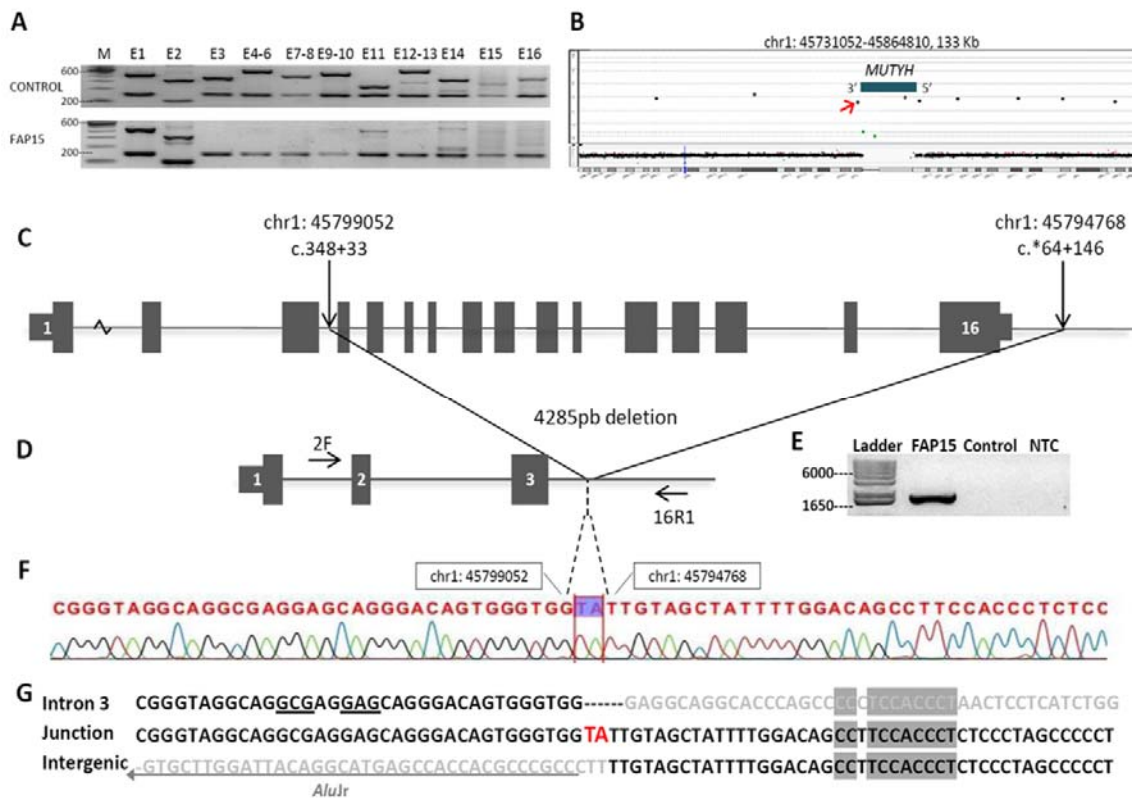 A
M E1 E2 E3 E4-6 E7-8 E9-10 E11 E12-13 E14 E15 E16
600
CONTROL
200
FAP15
200
B
chr1: 45731052-45864810, 133 Kb
MUTYH
3' 5'
C
chr1: 45799052
c.348+33
chr1: 45794768
c.*64+146
1
16
4285pb deletion
D
2F
1 2 3
16R1
E
Ladder FAP15 Control NTC
6000
1650
F
chr1: 45799052
chr1: 45794768
CGGGTAGGCAGGCGAGGAGCAGGGACAGTGGGTGGTATTGTAGCTATTTTGGACAGCCTTCCACCCTCTCC
G
Intron 3 CGGGTAGGCAGGCGAGGAGCAGGGACAGTGGGTGG------GAGGCAGGCACCCAGCCCCCTCCACCCTAACTCCTCATCTGG
Junction CGGGTAGGCAGGCGAGGAGCAGGGACAGTGGGTGGTATTGTAGCTATTTTGGACAGCCTTCCACCCTCTCCCTAGCCCCCT
Intergenic -GTGCTTGGATTACAGGCATGAGCCACCACGCCCGCCCTTTTGTAGCTATTTTGGACAGCCTTCCACCCTCTCCCTAGCCCCCT
AluJr